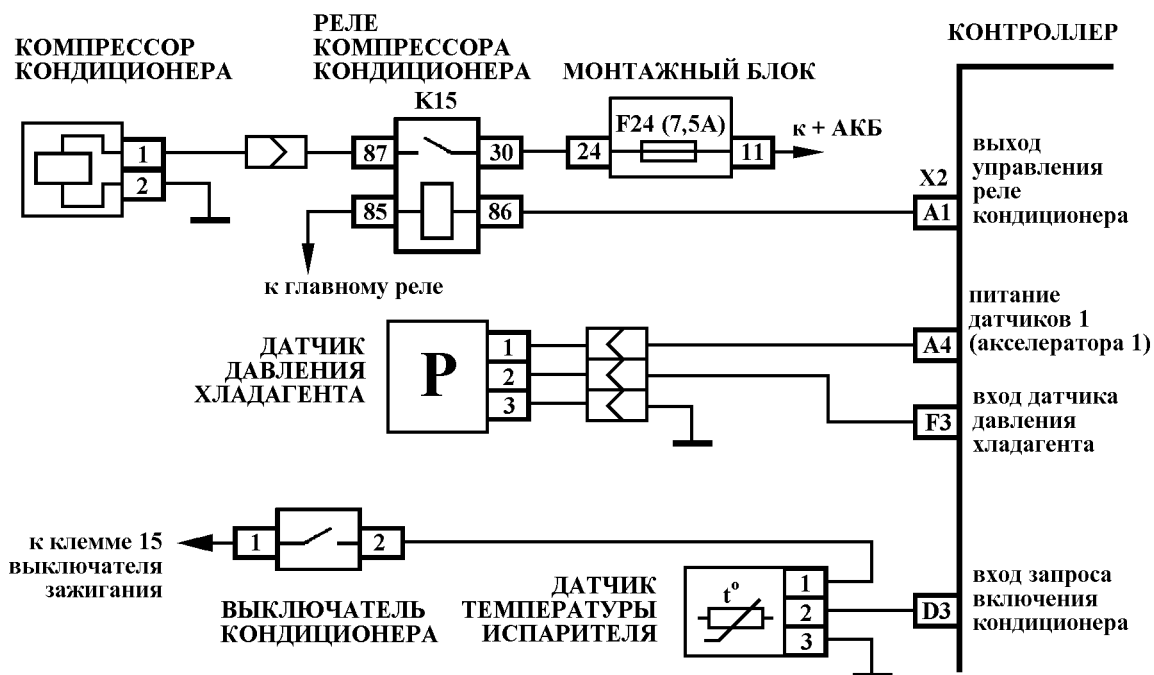 КОМПРЕССОР
КОНДИЦИОНЕРА
1
2
РЕЛЕ
КОМПРЕССОРА
КОНДИЦИОНЕРА
K15
87
30
85
86
к главному реле
МОНТАЖНЫЙ БЛОК
F24 (7,5А)
24
11
к + АКБ
КОНТРОЛЛЕР
X2
A1
выход
управления
реле
кондиционера
ДАТЧИК
ДАВЛЕНИЯ
ХЛАДАГЕНТА
P
1
2
3
A4
питание
датчиков 1
(акселератора 1)
F3
вход датчика
давления
хладагента
к клемме 15
выключателя
зажигания
1
2
ВЫКЛЮЧАТЕЛЬ
КОНДИЦИОНЕРА
ДАТЧИК
ТЕМПЕРАТУРЫ
ИСПАРИТЕЛЯ
t°
1
2
3
D3
вход запроса
включения
кондиционера